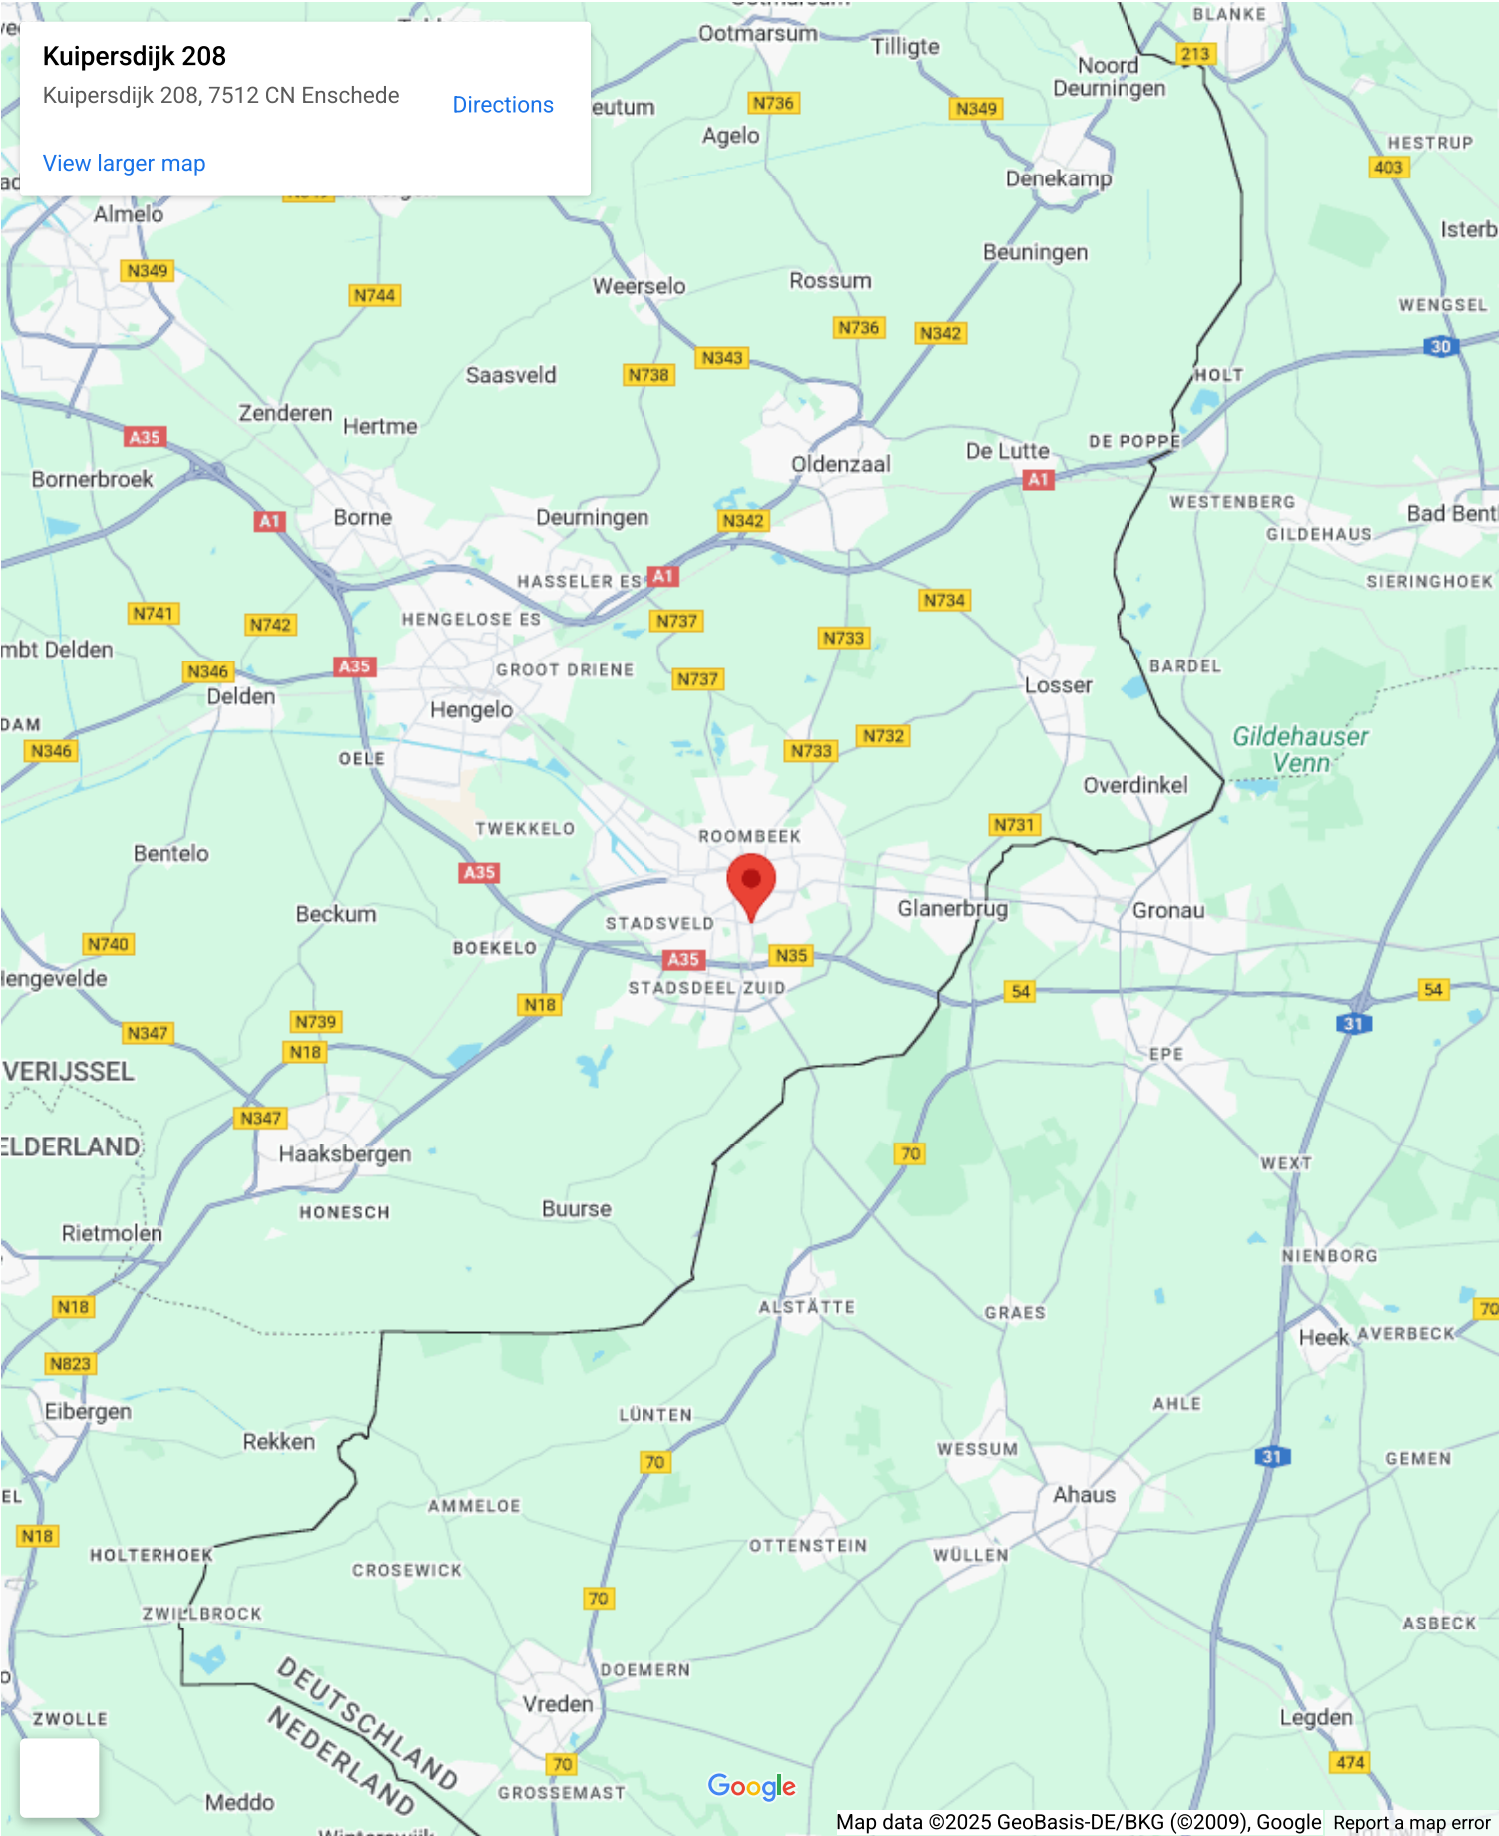 Kuipersdijk 208
Kuipersdijk 208, 7512 CN Enschede
Directions
View larger map
Ootmarsum
Tilligte
BLANKE
213
Noord
Deurningen
N736
N349
Agelo
HESTRUP
403
Denekamp
Almelo
Isterb
Beuningen
N349
N744
Weerselo
Rossum
WENGSEL
N736
N342
30
N343
N738
Saasveld
HOLT
Zenderen
Hertme
A35
DE POPPE
De Lutte
Oldenzaal
Bornerbroek
A1
WESTENBERG
A1
Borne
Deurningen
N342
Bad Bent
GILDEHAUS
HASSELER ES
A1
SIERINGHOEK
N741
N742
HENGELOSE ES
N737
N734
N733
mbt Delden
N346
A35
GROOT DRIENE
N737
BARDEL
Losser
Delden
Hengelo
DAM
N346
OELE
N733
N732
Gildehauser
Venn
Overdinkel
TWEKKELO
ROOMBEEK
N731
Bentelo
A35
Beckum
STADSVELD
Glanerbrug
Gronau
N740
BOEKELO
A35
N35
engevelde
STADSDEEL ZUID
54
54
N18
N739
N347
31
N18
EPE
VERIJSSEL
N347
ELDERLAND
Haaksbergen
70
WEXT
HONESCH
Buurse
Rietmolen
NIENBORG
N18
ALSTÄTTE
GRAES
70
Heek
AVERBECK
N823
Eibergen
LÜNTEN
AHLE
Rekken
WESSUM
70
31
GEMEN
EL
Ahaus
AMMELOE
N18
HOLTERHOEK
OTTENSTEIN
WÜLLEN
CROSEWICK
70
ZWILLBROCK
ASBECK
DEUTSCHLAND
DOEMERN
NEDERLAND
Vreden
ZWOLLE
Legden
70
474
GROSSEMAST
Google
Meddo
Map data ©2025 GeoBasis-DE/BKG (©2009), Google
Report a map error